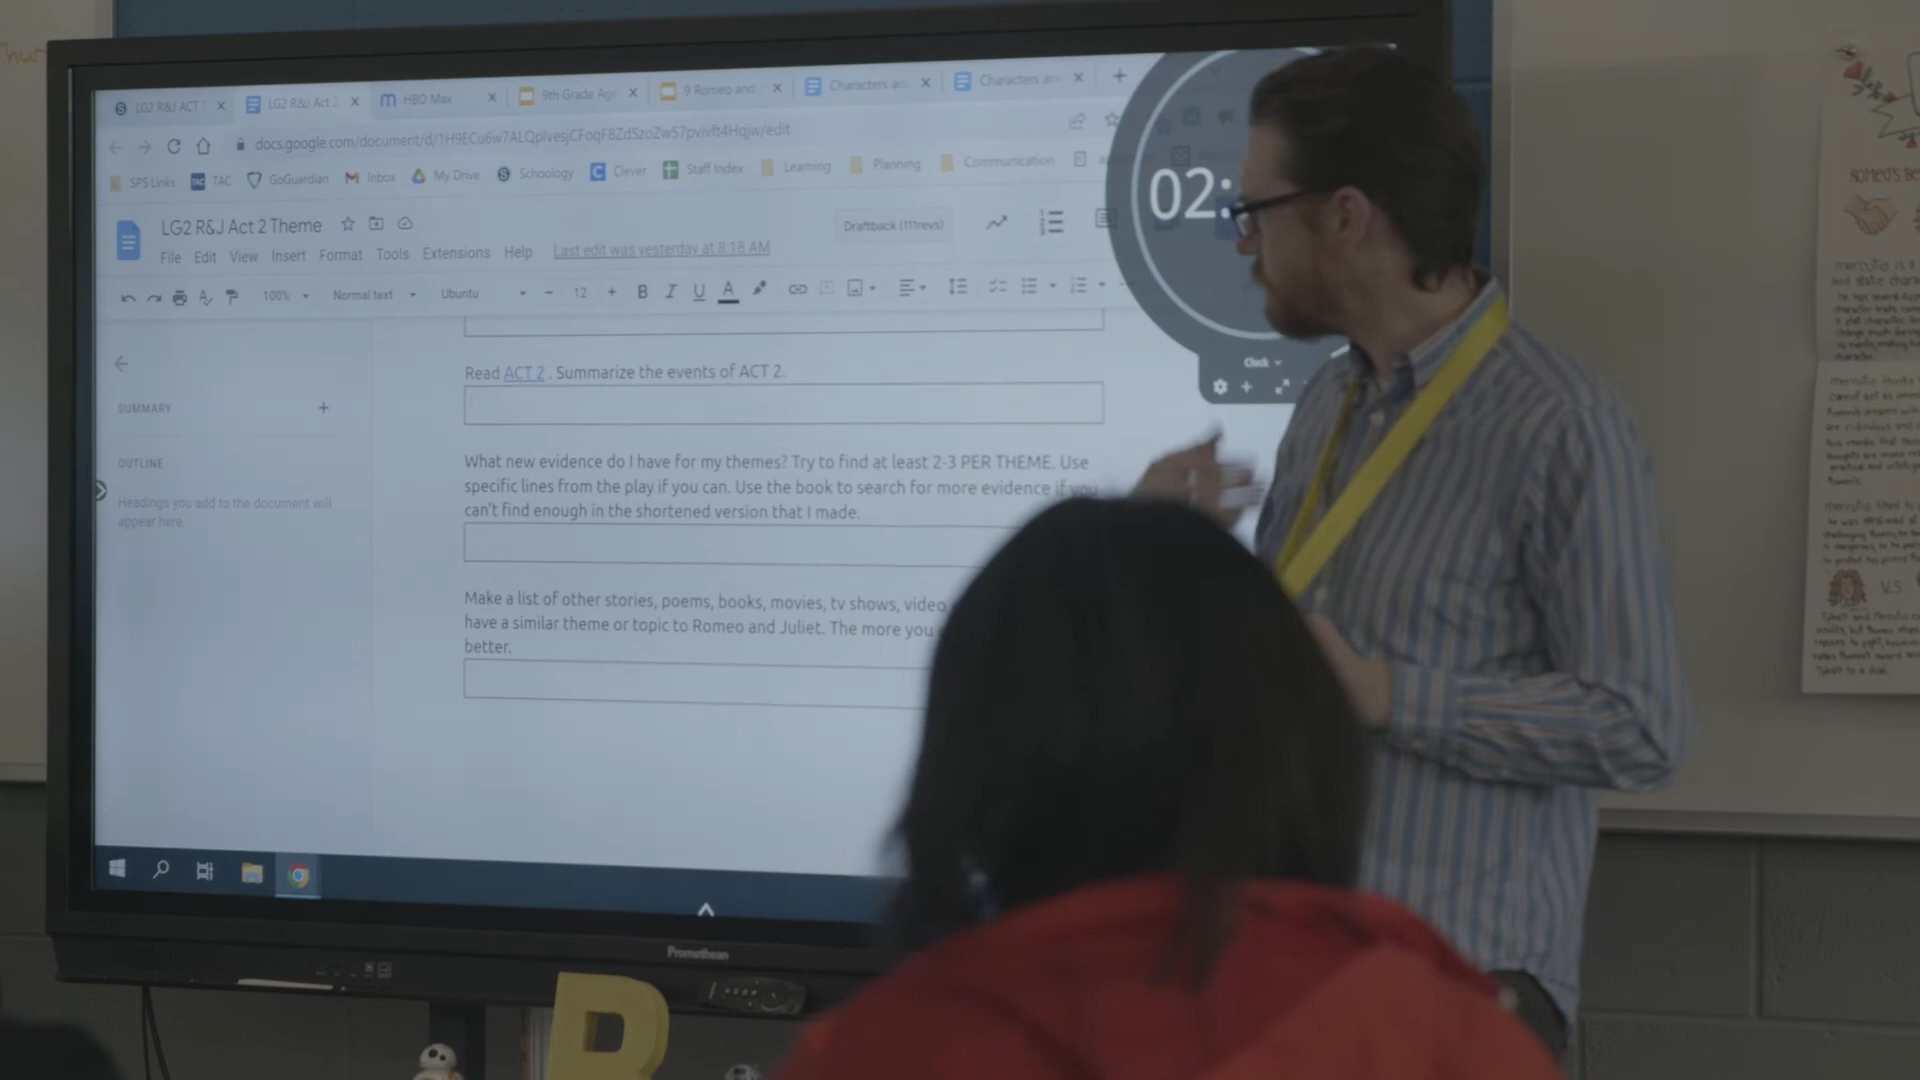 LG2 R&J ACT
LG2 R&J Act 2
HBO Max
9th Grade Ag
9 Romeo and
Characters an
Characters an
docs.google.com/document/d/
SPS Links
TAC
GoGuardian
Inbox
My Drive
Schoology
Clever
Staff Index
Learning
Planning
Communication
LG2 R&J Act 2 Theme
Draftback (111revs)
File Edit View Insert Format Tools Extensions Help Last edit was yesterday at 8:18 AM
100% Normal text Ubuntu - 12 + B I U A
02:
Clock
Read ACT 2 . Summarize the events of ACT 2.
SUMMARY +
OUTLINE
Headings you add to the document will
appear here.
What new evidence do I have for my themes? Try to find at least 2-3 PER THEME. Use
specific lines from the play if you can. Use the book to search for more evidence if you
can't find enough in the shortened version that I made.
Make a list of other stories, poems, books, movies, tv shows, video
have a similar theme or topic to Romeo and Juliet. The more you
better.
Promethean
B
ROMEO'S BE
mercutio is a
V.S